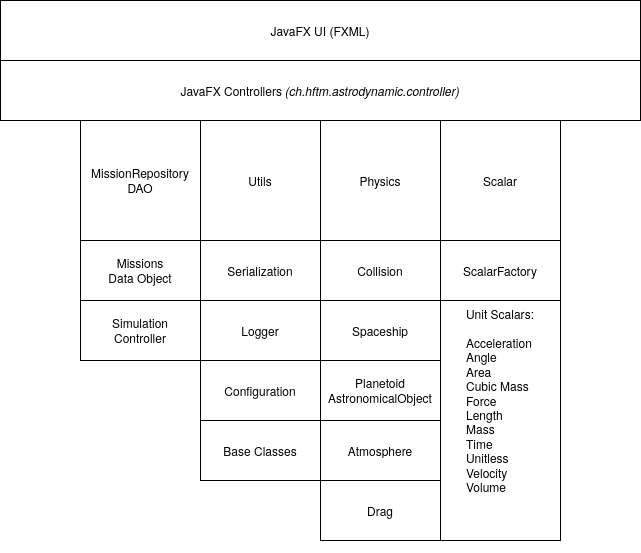 JavaFX UI (FXML)
JavaFX Controllers (ch.hftm.astrodynamic.controller)
MissionRepository
DAO
Utils
Physics
Scalar
Missions
Data Object
Serialization
Collision
ScalarFactory
Simulation
Controller
Logger
Spaceship
Unit Scalars:
Acceleration
Angle
Area
Cubic Mass
Force
Length
Mass
Time
Unitless
Velocity
Volume
Configuration
Planetoid
AstronomicalObject
Base Classes
Atmosphere
Drag